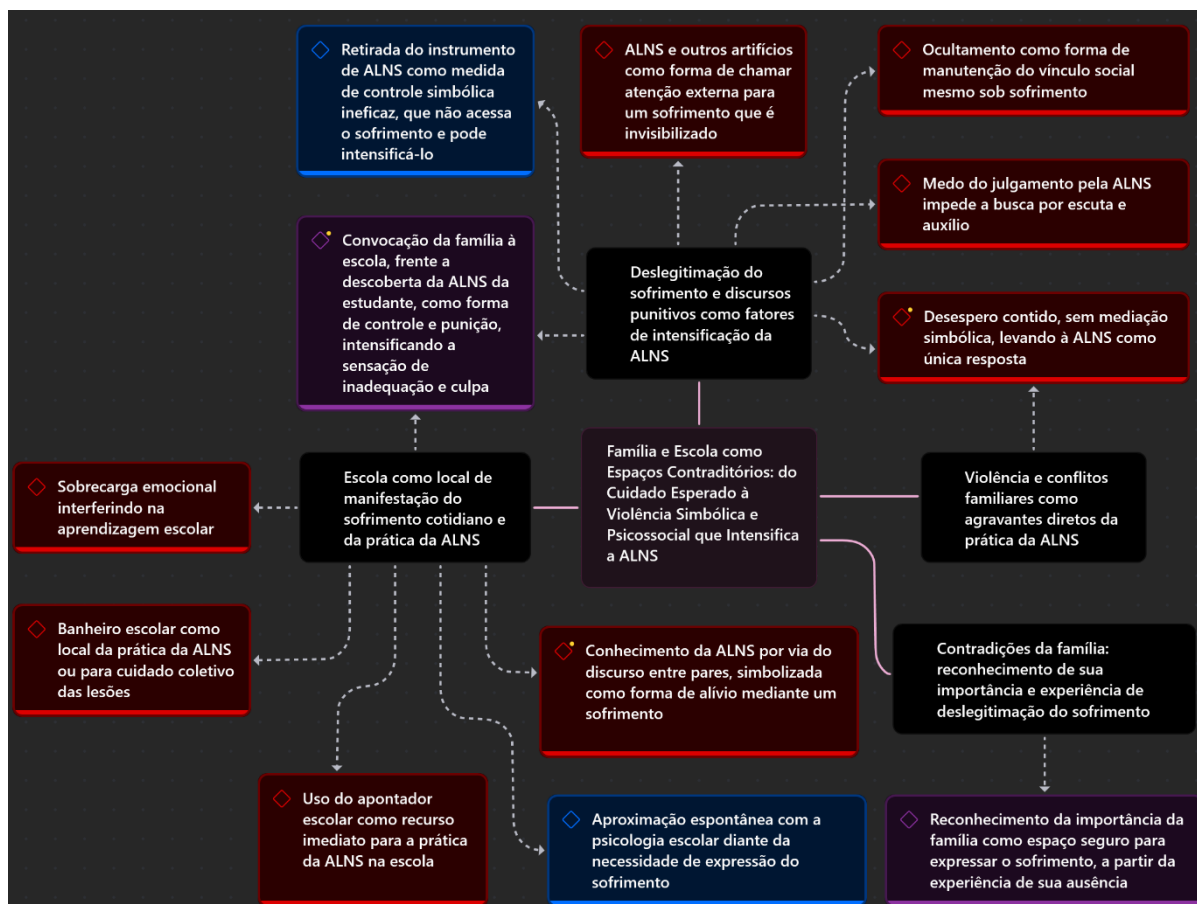 Retirada do instrumento
de ALNS como medida
de controle simbólica
ineficaz, que não acessa
o sofrimento e pode
intensificá-lo
ALNS e outros artifícios
como forma de chamar
atenção externa para
um sofrimento que é
invisibilizado
Ocultamento como forma de
manutenção do vínculo social
mesmo sob sofrimento
Medo do julgamento pela ALNS
impede a busca por escuta e
auxílio
Convocação da família à
escola, frente a
descoberta da ALNS da
estudante, como forma
de controle e punição,
intensificando a
sensação de
inadequação e culpa
Deslegitimação do
sofrimento e discursos
punitivos como fatores
de intensificação da
ALNS
Desespero contido, sem mediação
simbólica, levando à ALNS como
única resposta
Sobrecarga emocional
interferindo na
aprendizagem escolar
Escola como local de
manifestação do
sofrimento cotidiano e
da prática da ALNS
Família e Escola como
Espaços Contraditórios: do
Cuidado Esperado à
Violência Simbólica e
Psicossocial que Intensifica
a ALNS
Violência e conflitos
familiares como
agravantes diretos da
prática da ALNS
Banheiro escolar como
local da prática da ALNS
ou para cuidado coletivo
das lesões
Conhecimento da ALNS por via do
discurso entre pares, simbolizada
como forma de alívio mediante um
sofrimento
Contradições da família:
reconhecimento de sua
importância e experiência de
deslegitimação do sofrimento
Uso do apontador
escolar como recurso
imediato para a prática
da ALNS na escola
Aproximação espontânea com a
psicologia escolar diante da
necessidade de expressão do
sofrimento
Reconhecimento da importância da
família como espaço seguro para
expressar o sofrimento, a partir da
experiência de sua ausência